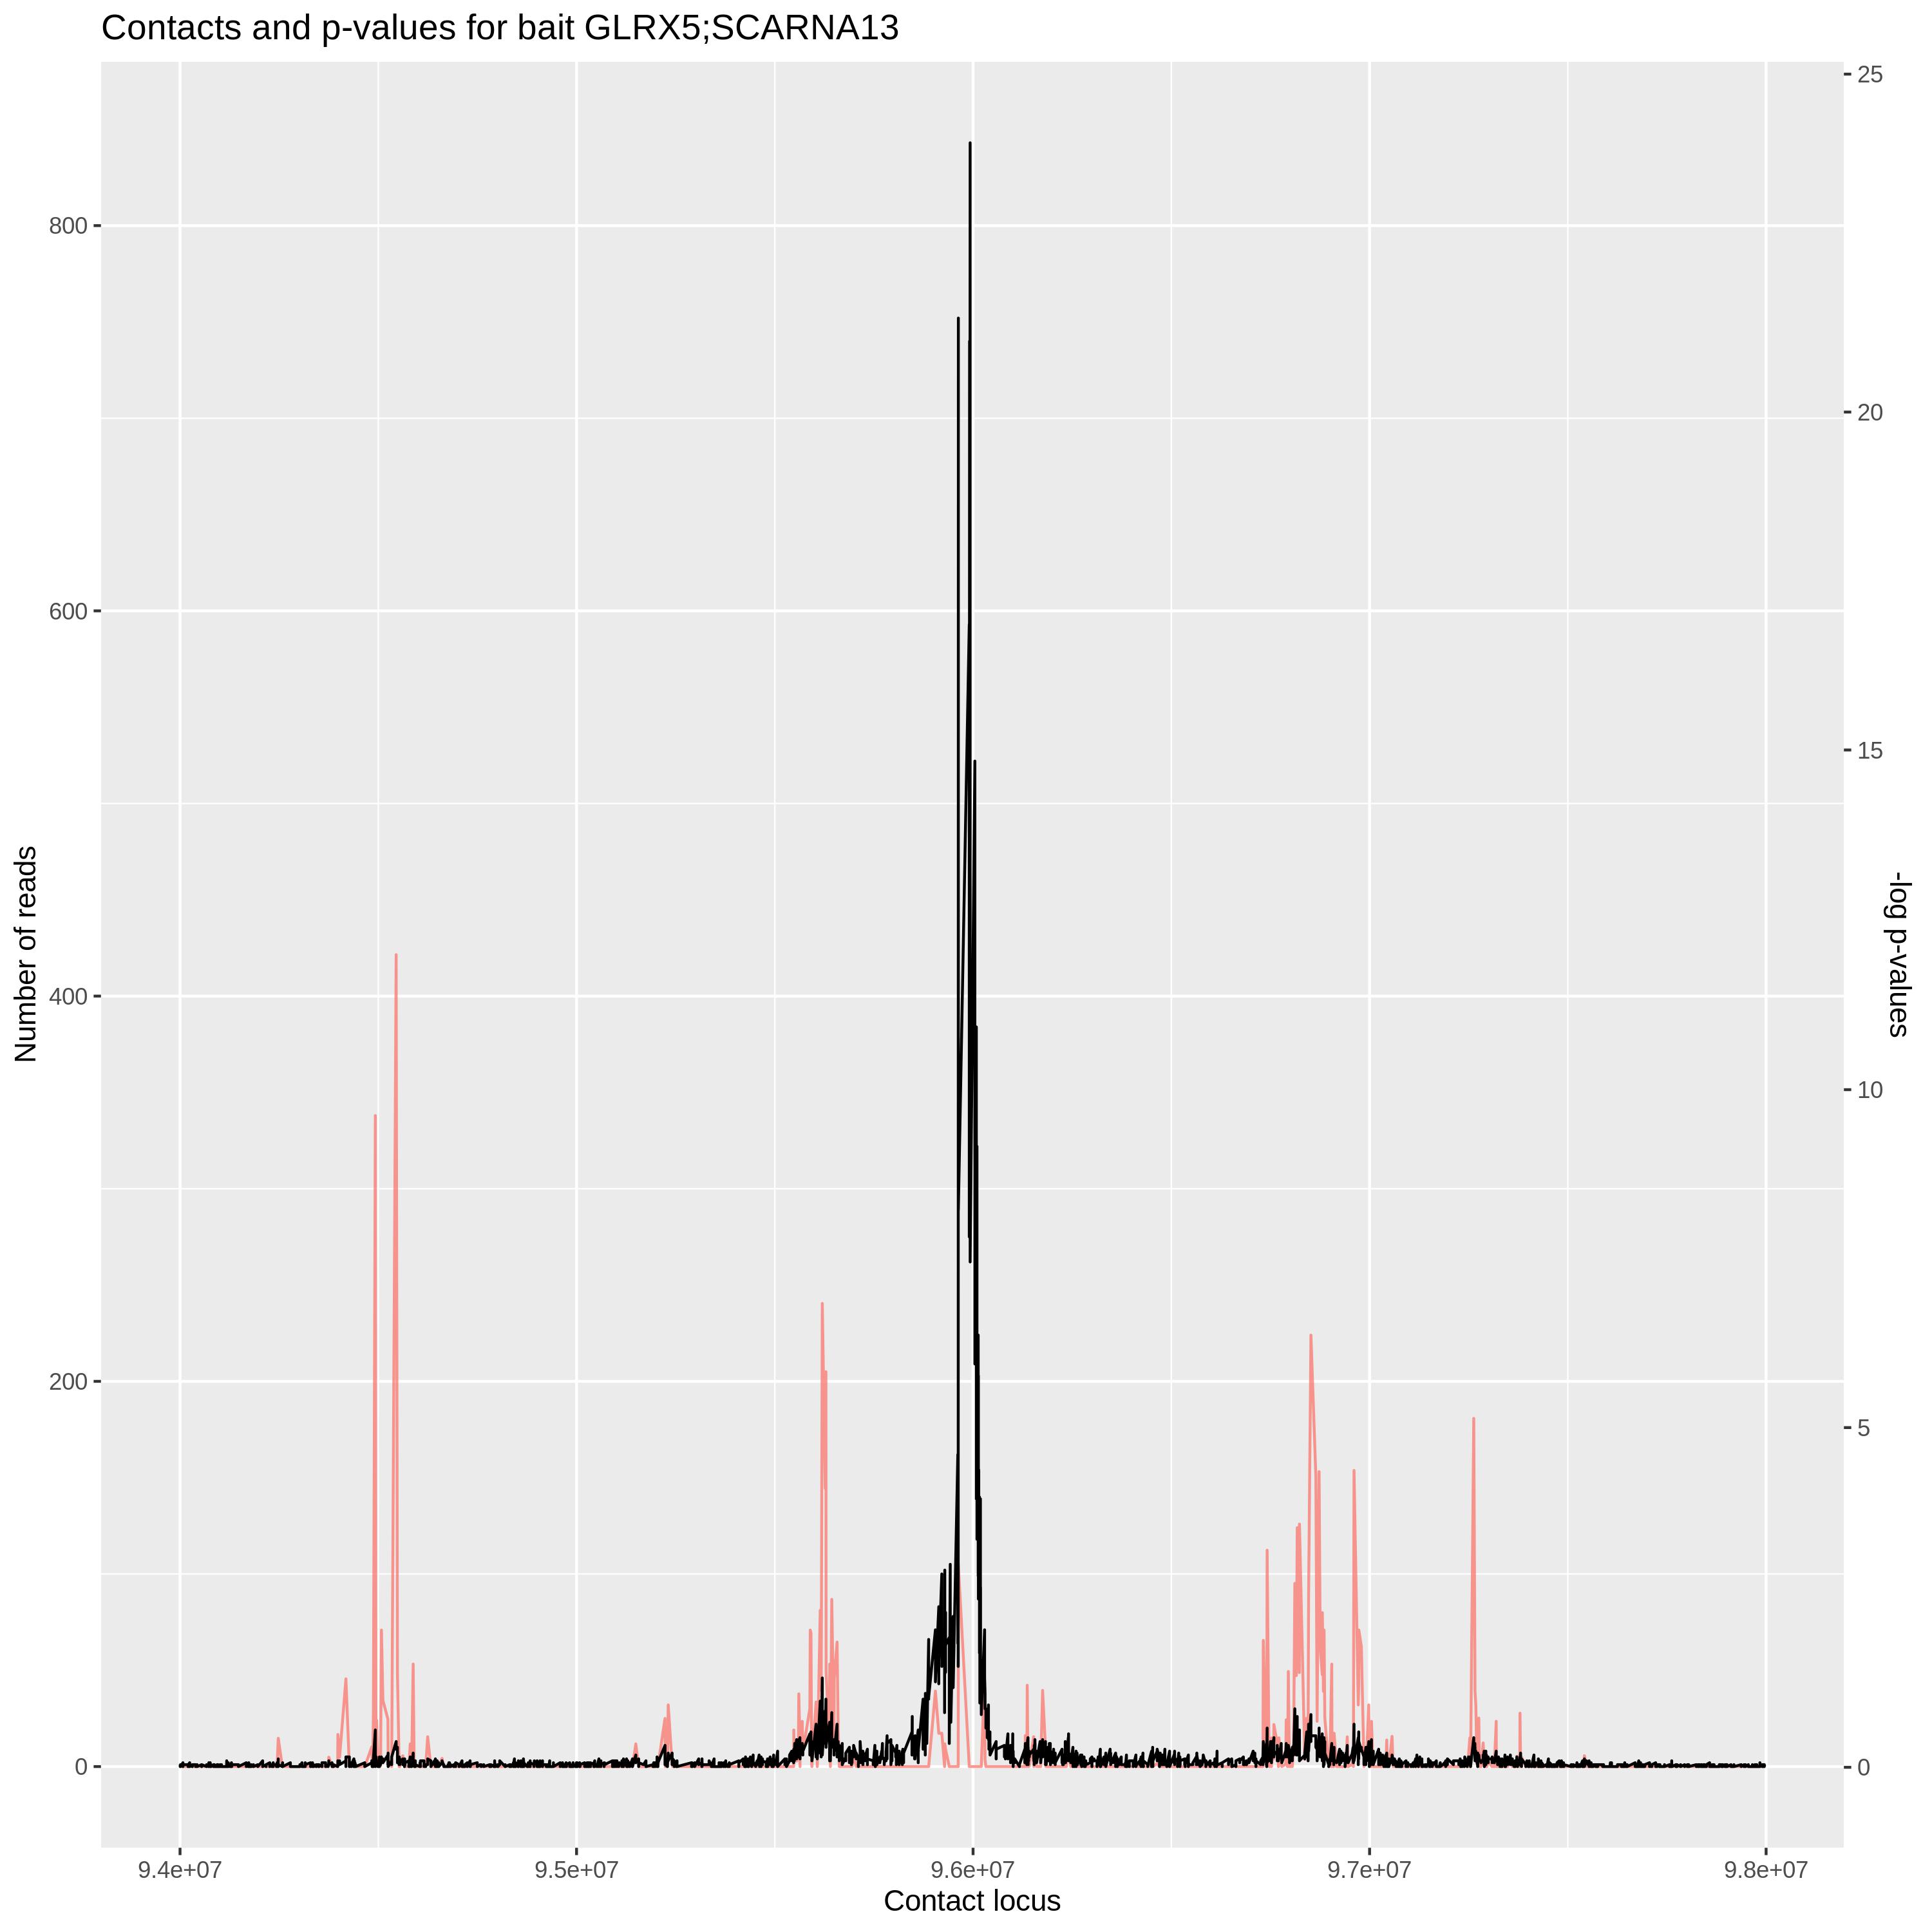 Contacts and p-values for bait GLRX5;SCARNA13
25
800
20
600
15
Number of reads
-log p-values
400
10
200
5
0
0
9.4e+07
9.5e+07
9.6e+07
9.7e+07
9.8e+07
Contact locus